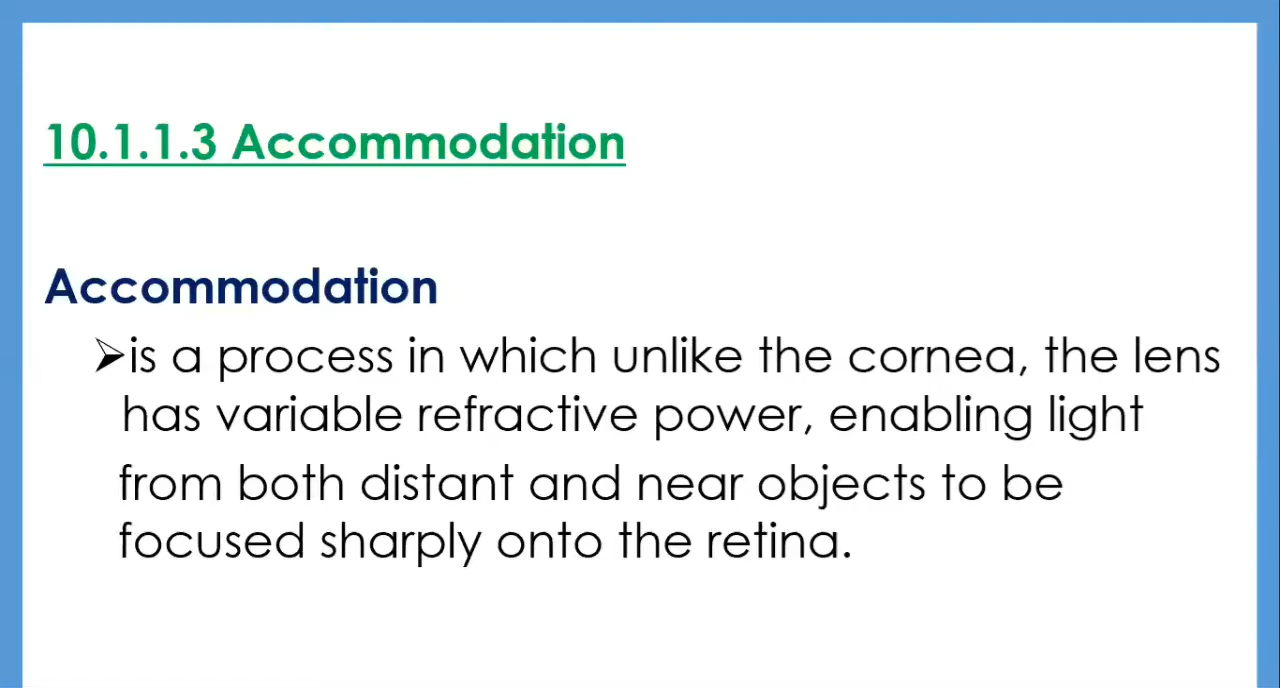 10.1.1.3 Accommodation
Accommodation
➢is a process in which unlike the cornea, the lens
has variable refractive power, enabling light
from both distant and near objects to be
focused sharply onto the retina.